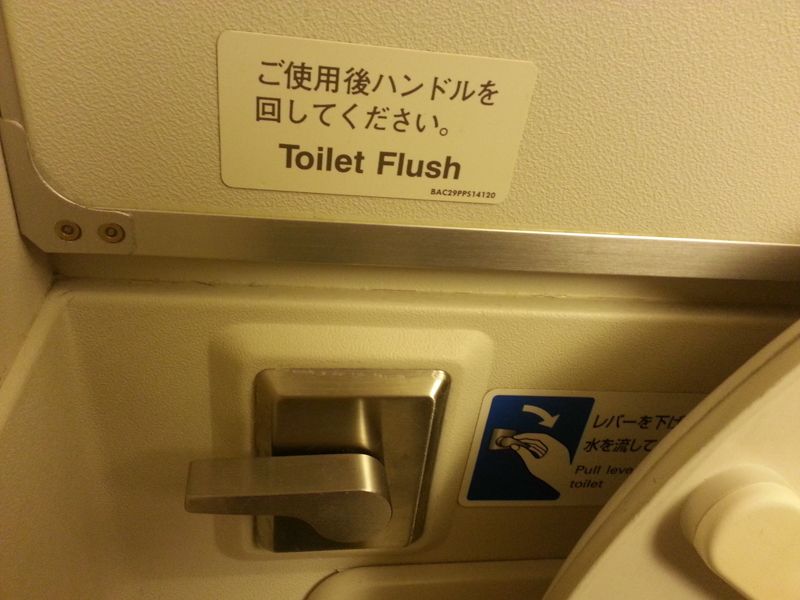 ご使用後ハンドルを
回してください。
Toilet Flush
BAC29PPS14120
レバーを下げ
水を流して
Pull
toilet